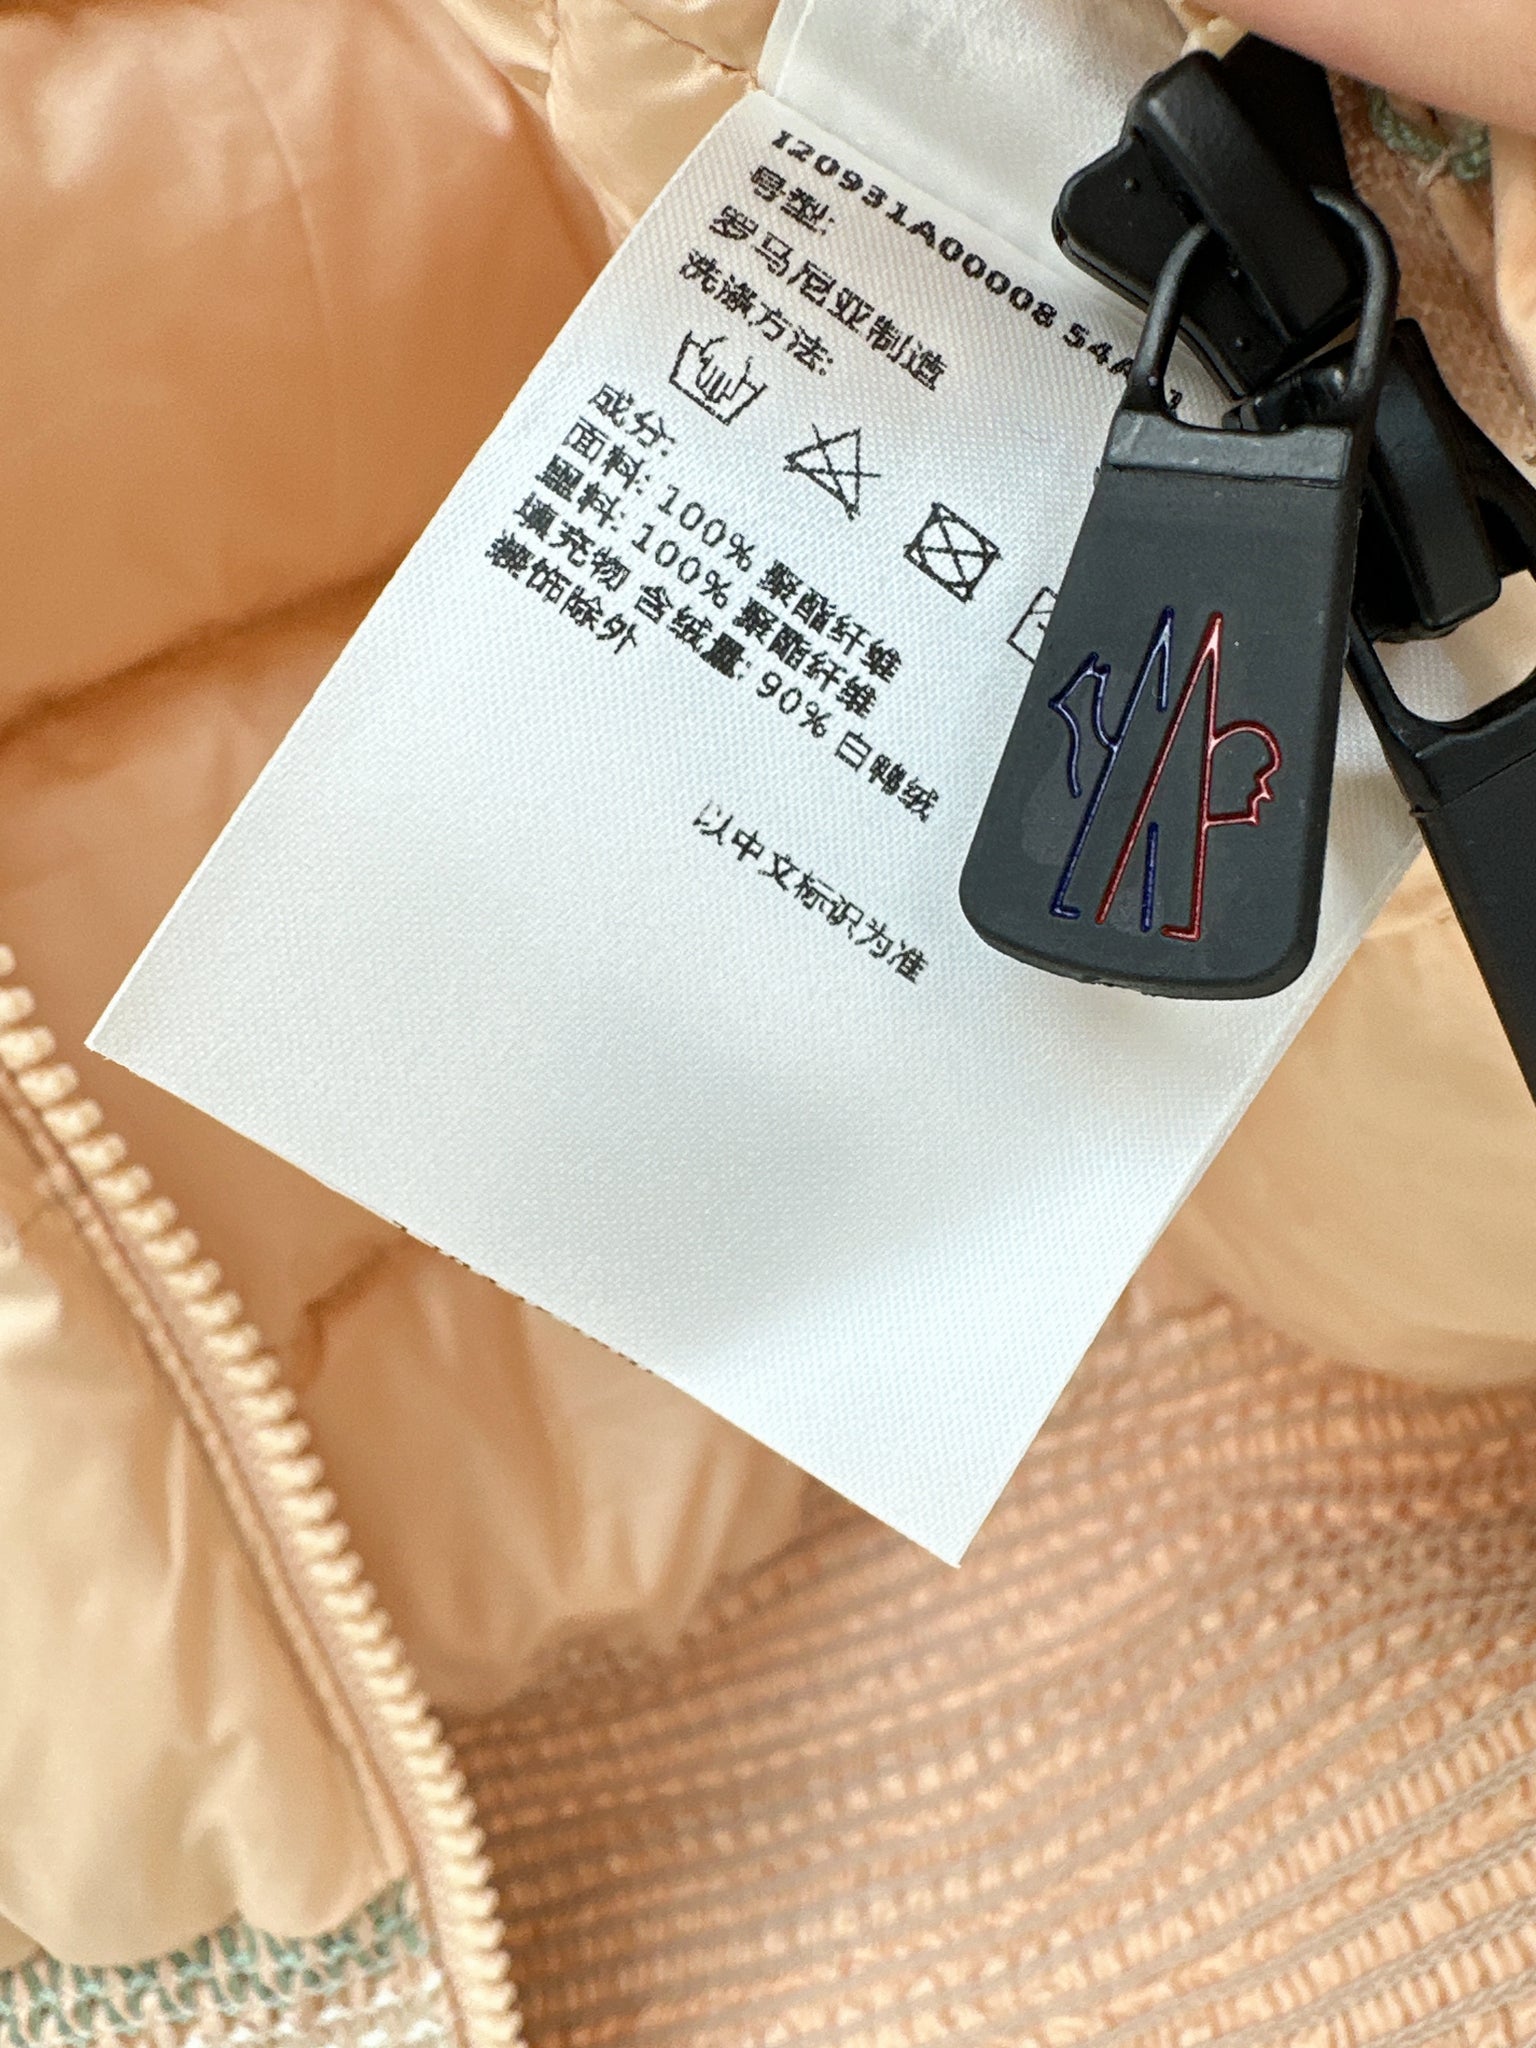 I20931A00008 54A
号型:
罗马尼亚制造
洗涤方法:
成分:
面料: 100% 聚酯纤维
里料: 100% 聚酯纤维
填充物 含绒量: 90% 白鸭绒
装饰除外
以中文标识为准